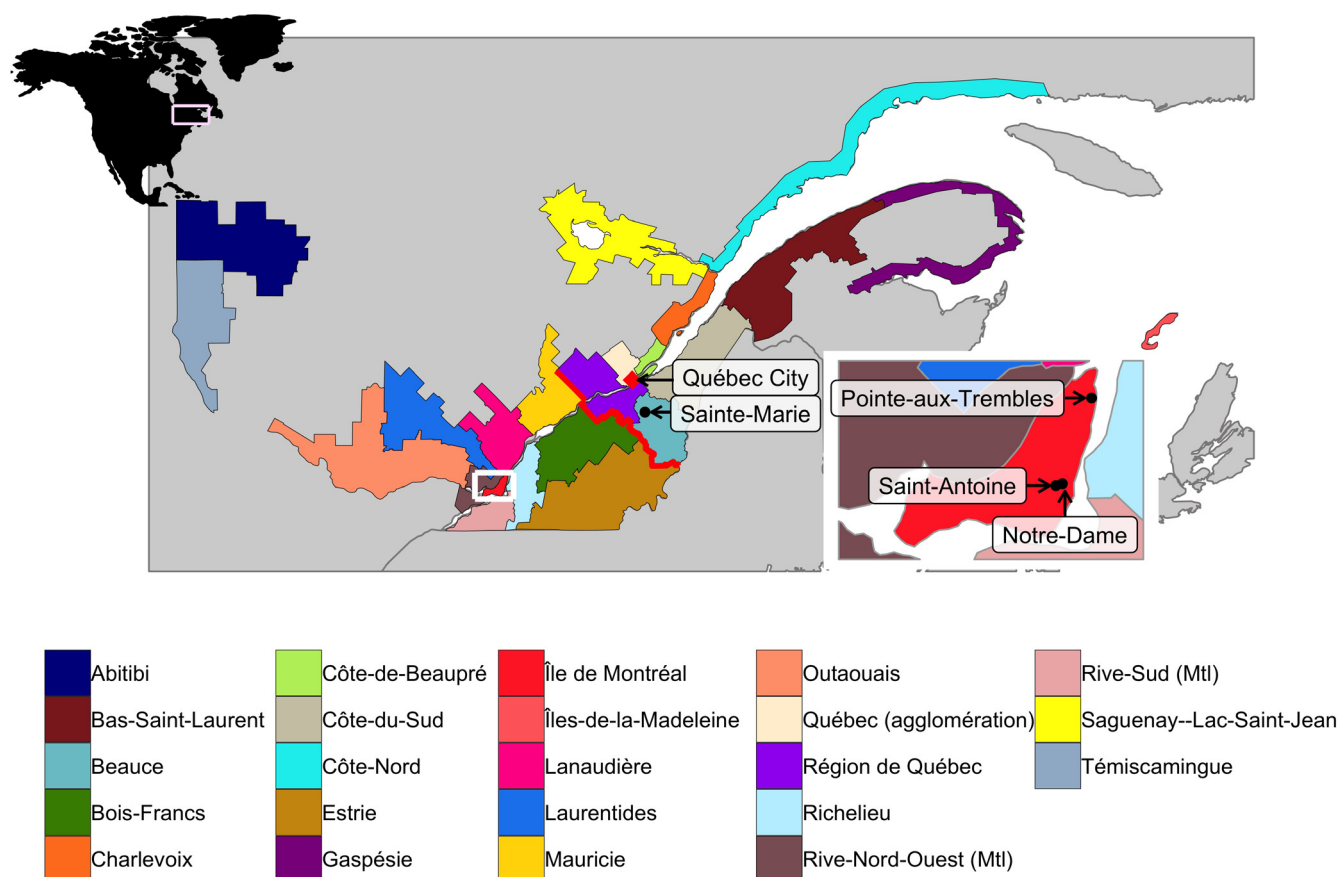 Québec City
Sainte-Marie
Pointe-aux-Trembles
Saint-Antoine
Notre-Dame
Abitibi
Bas-Saint-Laurent
Beauce
Bois-Francs
Charlevoix
Côte-de-Beaupré
Côte-du-Sud
Côte-Nord
Estrie
Gaspésie
Île de Montréal
Îles-de-la-Madeleine
Lanaudière
Laurentides
Mauricie
Outaouais
Québec (agglomération)
Région de Québec
Richelieu
Rive-Nord-Ouest (Mtl)
Rive-Sud (Mtl)
Saguenay--Lac-Saint-Jean
Témiscamingue